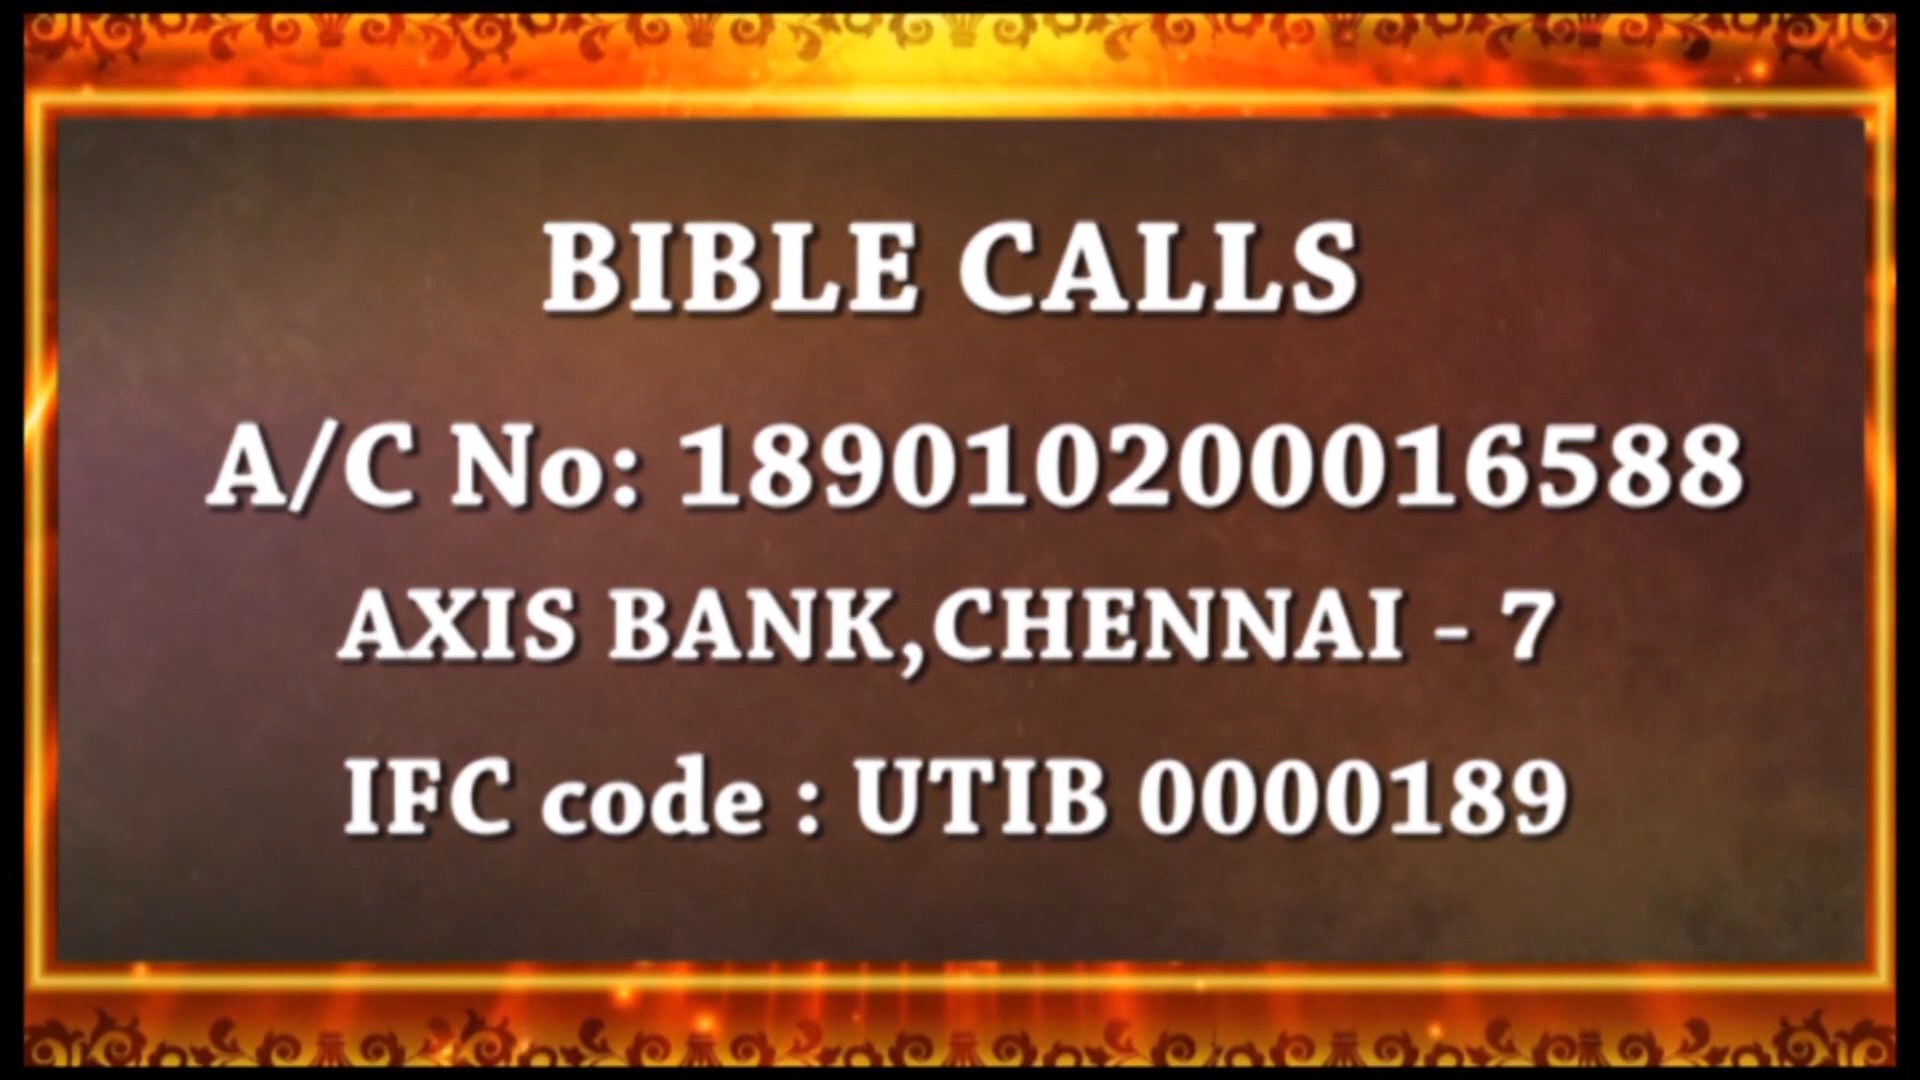 BIBLE CALLS
A/C No: 189010200016588
AXIS BANK,CHENNAI - 7
IFC code : UTIB 0000189